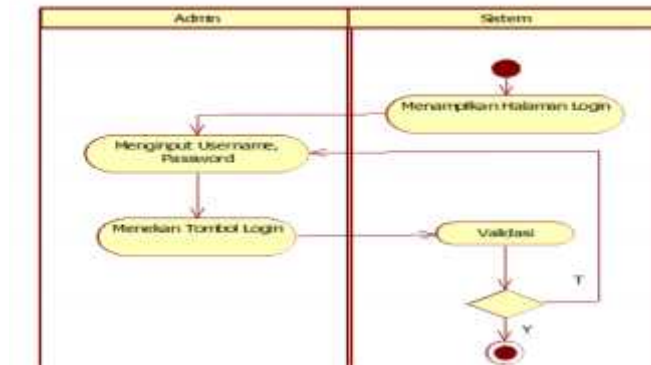 Admin
Sistem
Menampilkan Halaman Login
Menginput Username,
Password
Menekan Tombol Login
Validasi
T
Y